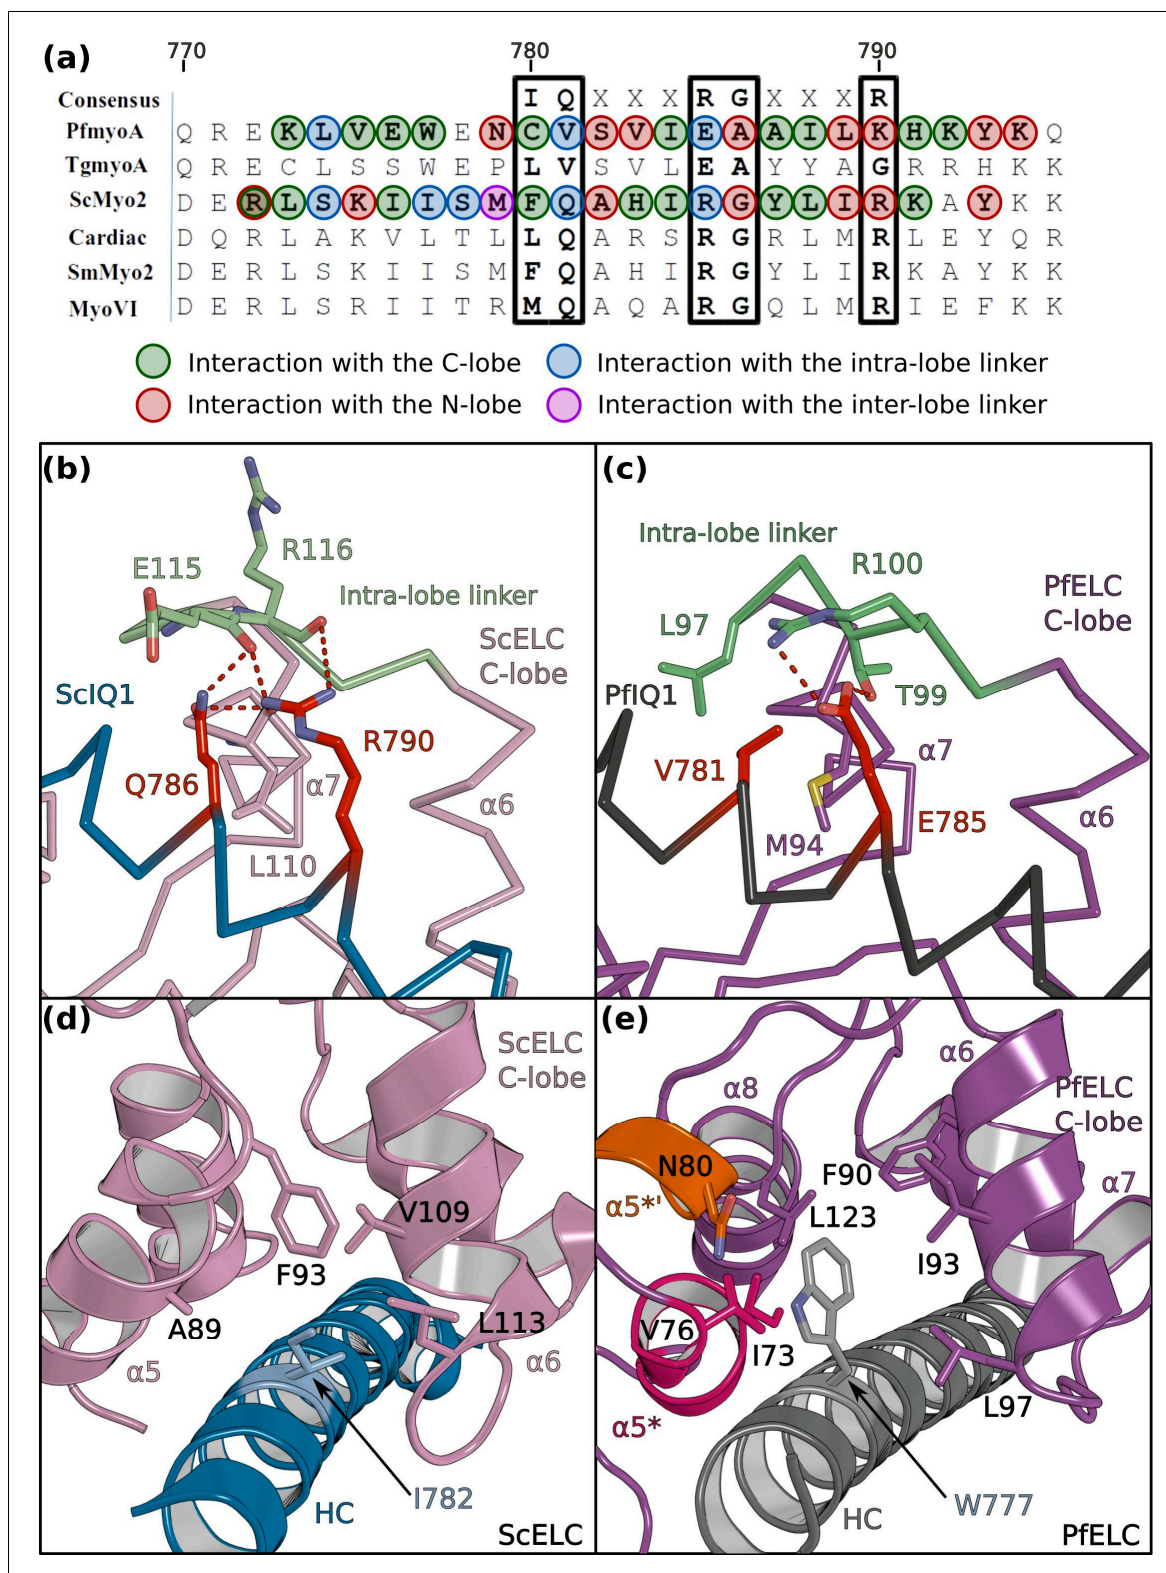 (a)
770 780 790
Consensus I Q X X X R G X X X R
PfmyoA Q R E K L V E W E N C V S V I E A A I L K H K Y K Q
TgmyoA Q R E C L S S W E P L V S V L E A Y Y A G R R H K K
ScMyo2 D E R L S K I I S M F Q A H I R G Y L I R K A Y K K
Cardiac D Q R L A K V L T L L Q A R S R G R L M R L E Y Q R
SmMyo2 D E R L S K I I S M F Q A H I R G Y L I R K A Y K K
MyoVI D E R L S R I I T R M Q A Q A R G Q L M R I E F K K
Interaction with the C-lobe Interaction with the intra-lobe linker
Interaction with the N-lobe Interaction with the inter-lobe linker
(b)
R116
E115
Intra-lobe linker
ScELC
C-lobe
ScIQ1
R790
Q786
α7
α6
L110
(c)
Intra-lobe linker
R100
PfELC
C-lobe
L97
PfIQ1
T99
α7
V781
α6
E785
M94
(d)
ScELC
C-lobe
V109
F93
A89
L113
α5
α6
I782
HC
ScELC
(e)
α6
α8
PfELC
C-lobe
N80
F90
α7
α5*'
L123
I93
V76
I73
L97
α5*
W777
HC
PfELC